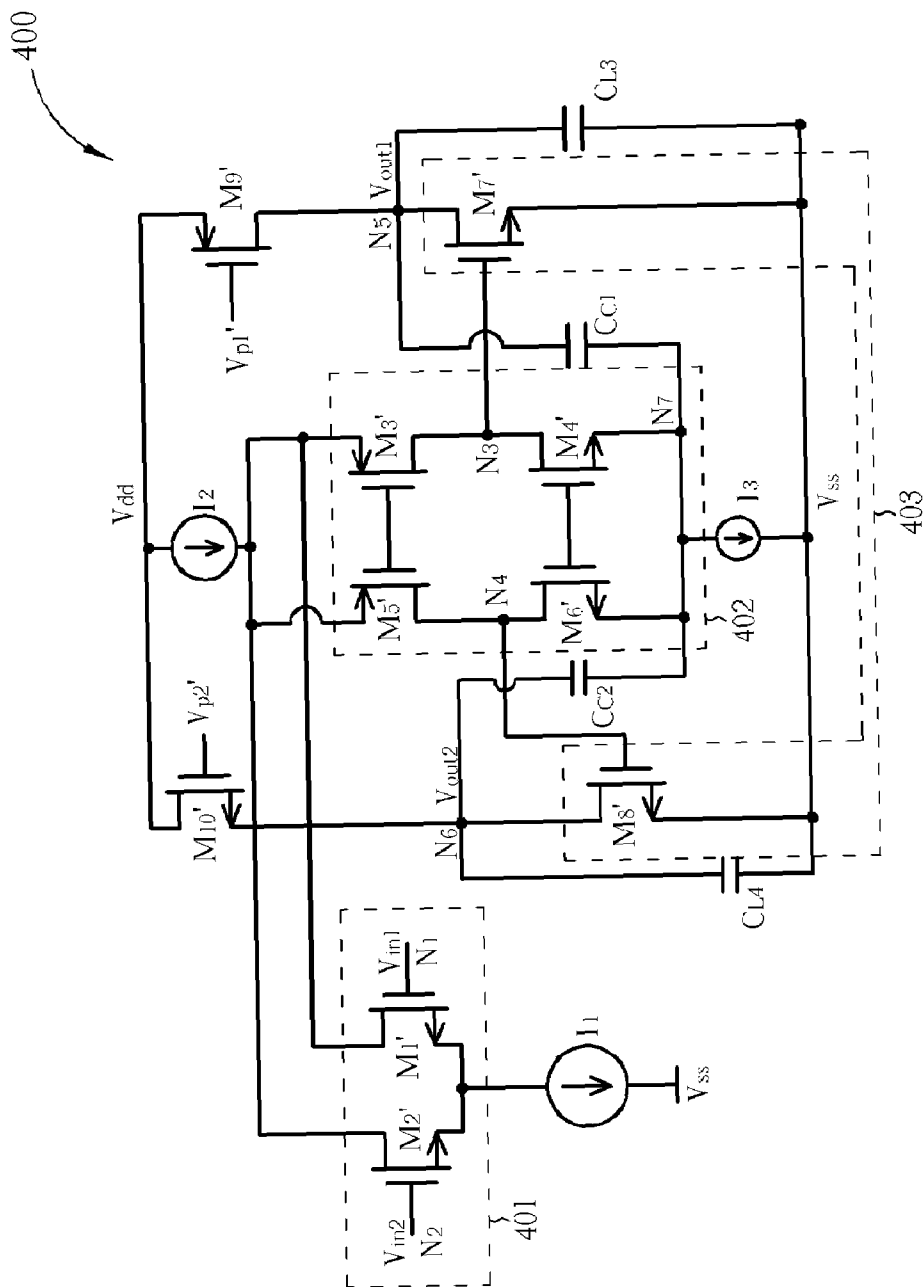 400
Vdd
I2
M10'
Vp2'
M9'
Vp1'
M5'
M3'
N4
N3
M6'
M4'
402
N7
I3
CC1
CC2
N5
Vout1
M7'
CL3
N6
Vout2
M8'
CL4
Vss
403
Vin1
N1
M1'
M2'
Vin2
N2
401
I1
Vss